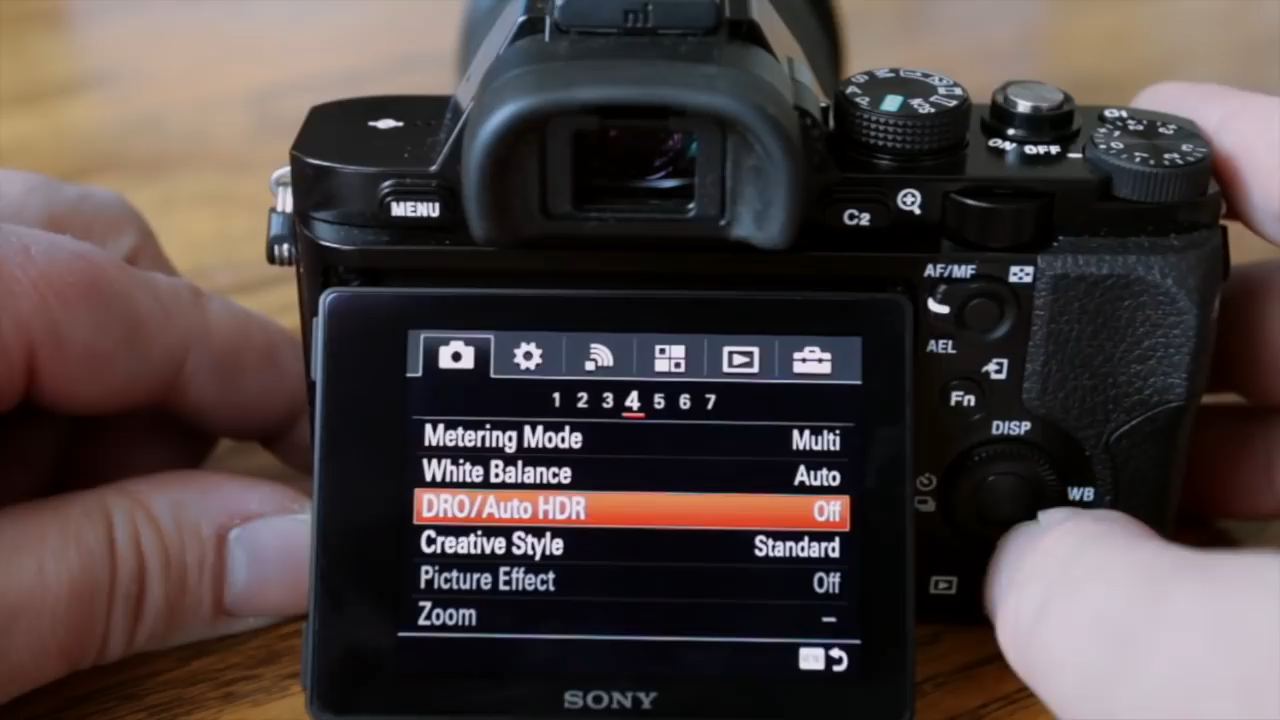 MENU
C2
ON OFF
AF/MF
AEL
Fn
DISP
WB
1 2 3 4 5 6 7
Metering Mode Multi
White Balance Auto
DRO/Auto HDR Off
Creative Style Standard
Picture Effect Off
Zoom –
SONY